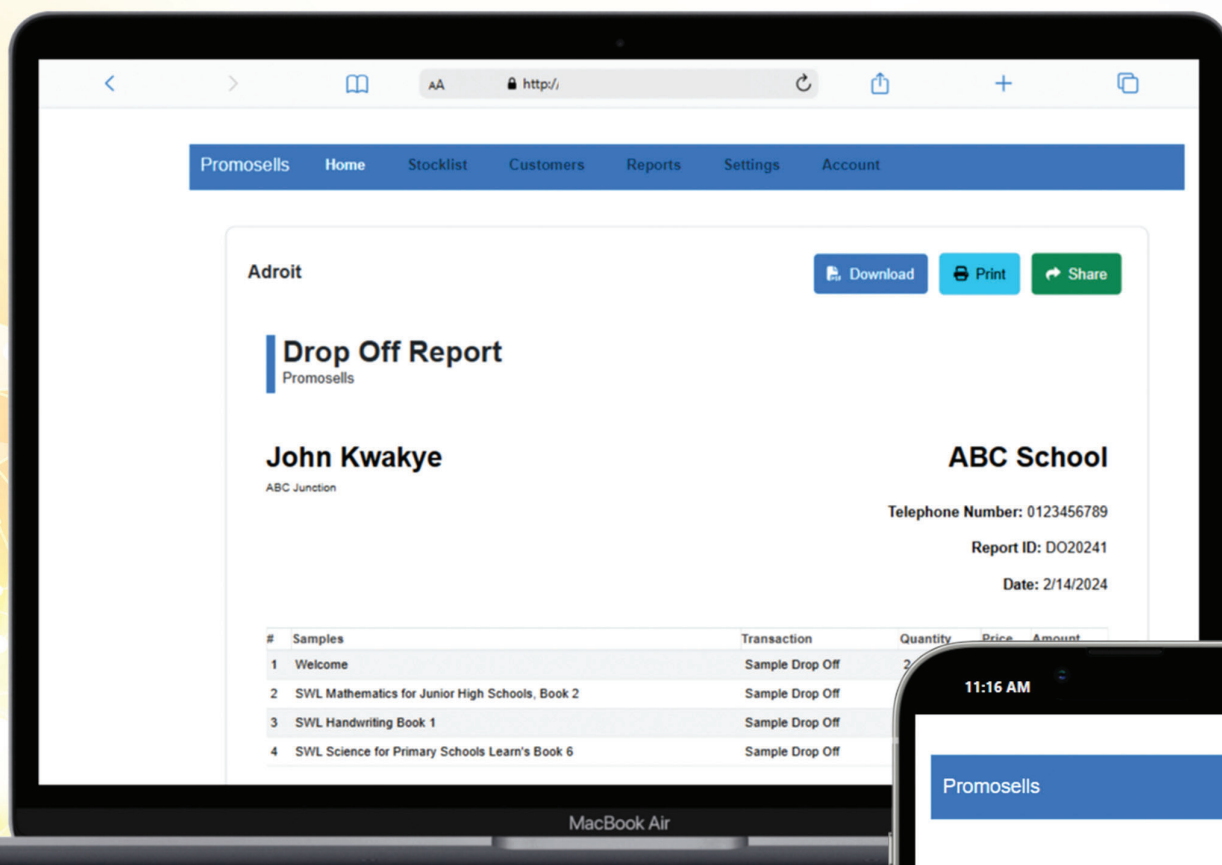 AA http://
Promosells Home Stocklist Customers Reports Settings Account
Adroit Download Print Share
Drop Off Report
Promosells
John Kwakye ABC School
ABC Junction
Telephone Number: 0123456789
Report ID: DO20241
Date: 2/14/2024
# Samples Transaction Quantity Price Amount
1 Welcome Sample Drop Off 2
2 SWL Mathematics for Junior High Schools, Book 2 Sample Drop Off
3 SWL Handwriting Book 1 Sample Drop Off
4 SWL Science for Primary Schools Learn's Book 6 Sample Drop Off
MacBook Air
11:16 AM
Promosells